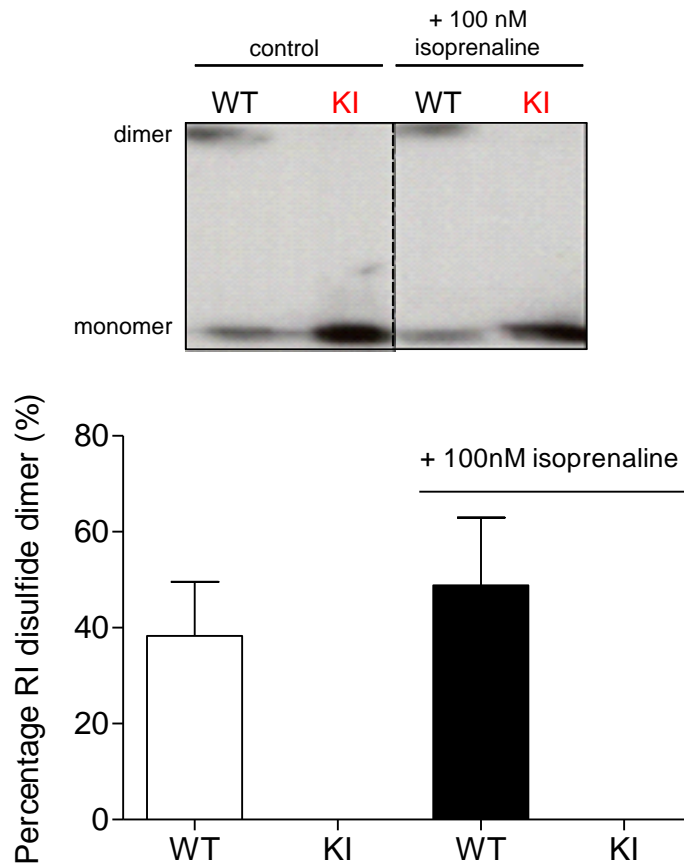 + 100 nM
control isoprenaline
WT KI WT KI
dimer
monomer
Percentage RI disulfide dimer (%)
80
60
40
20
0
+ 100nM isoprenaline
WT KI WT KI